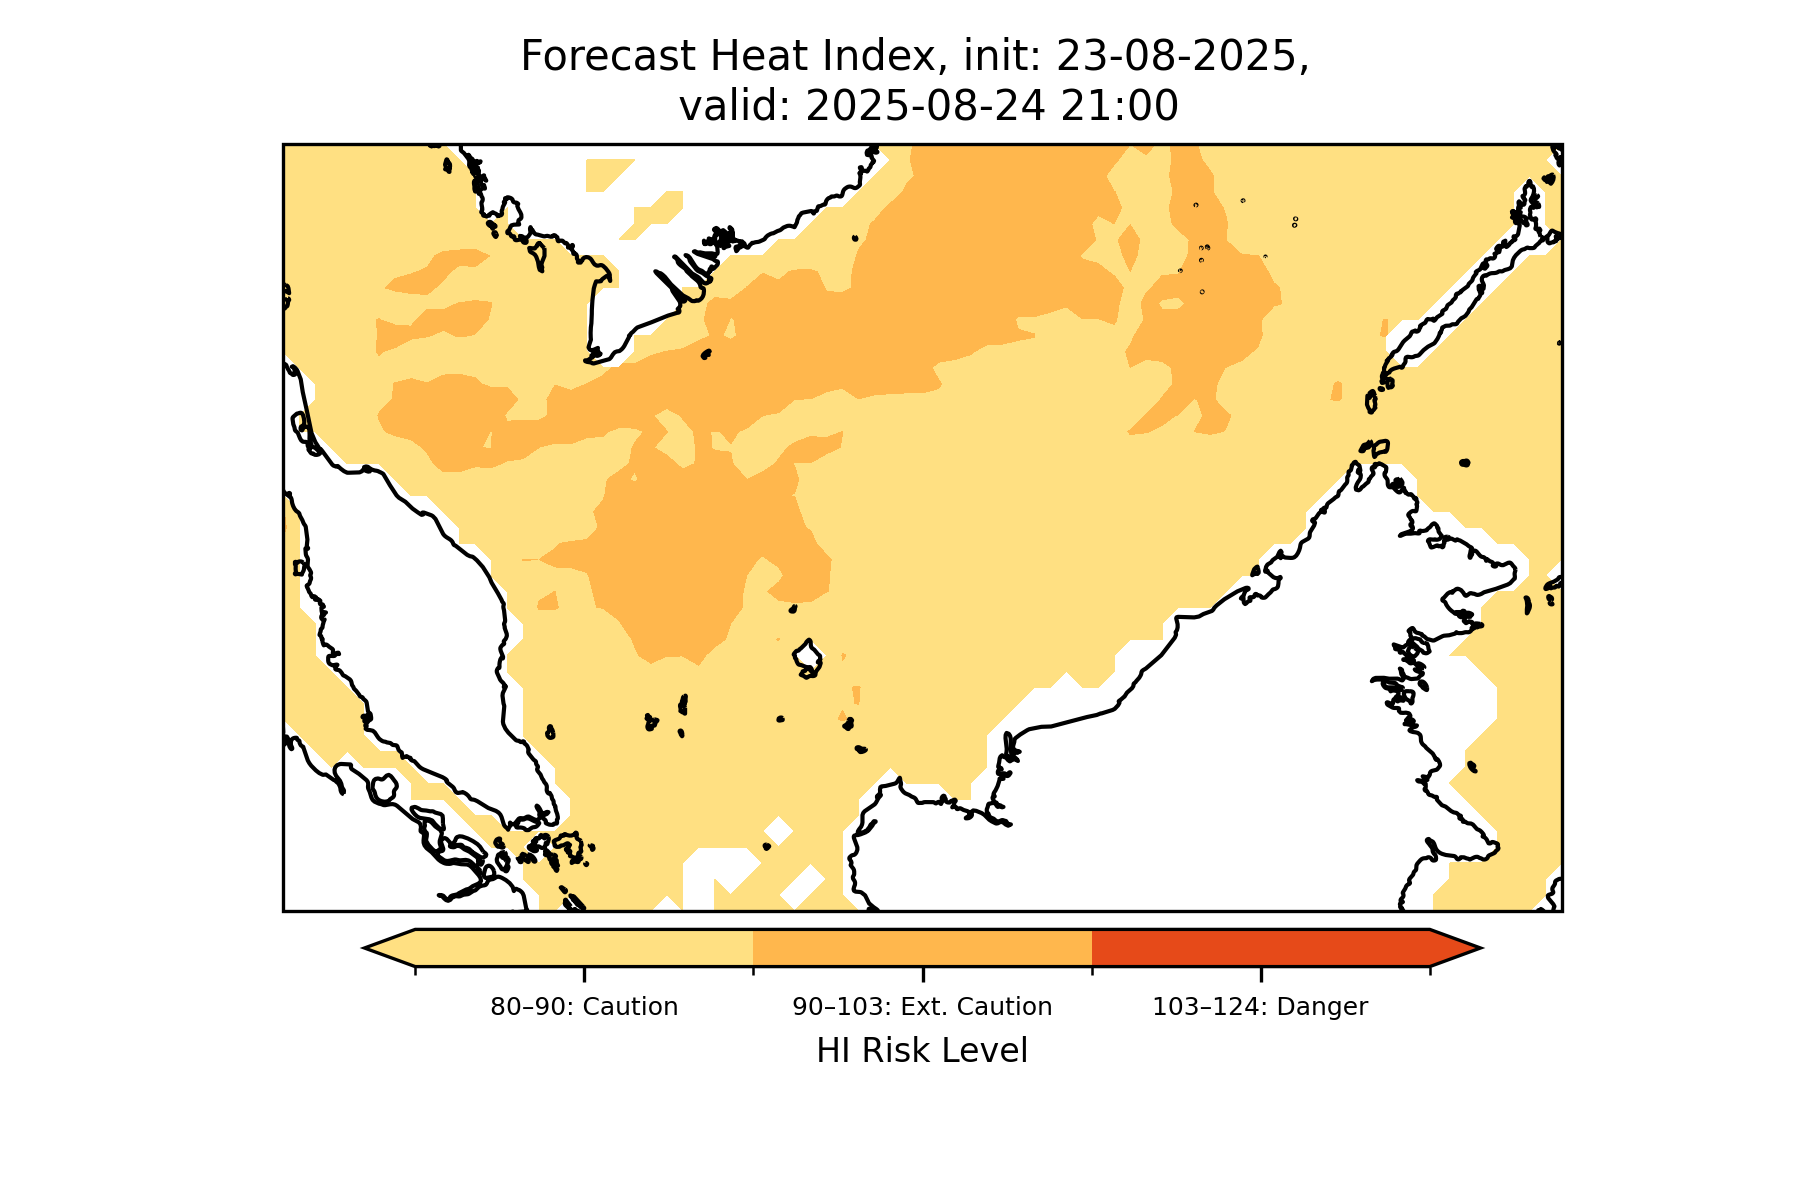 Forecast Heat Index, init: 23-08-2025,
valid: 2025-08-24 21:00
80–90: Caution
90–103: Ext. Caution
103–124: Danger
HI Risk Level